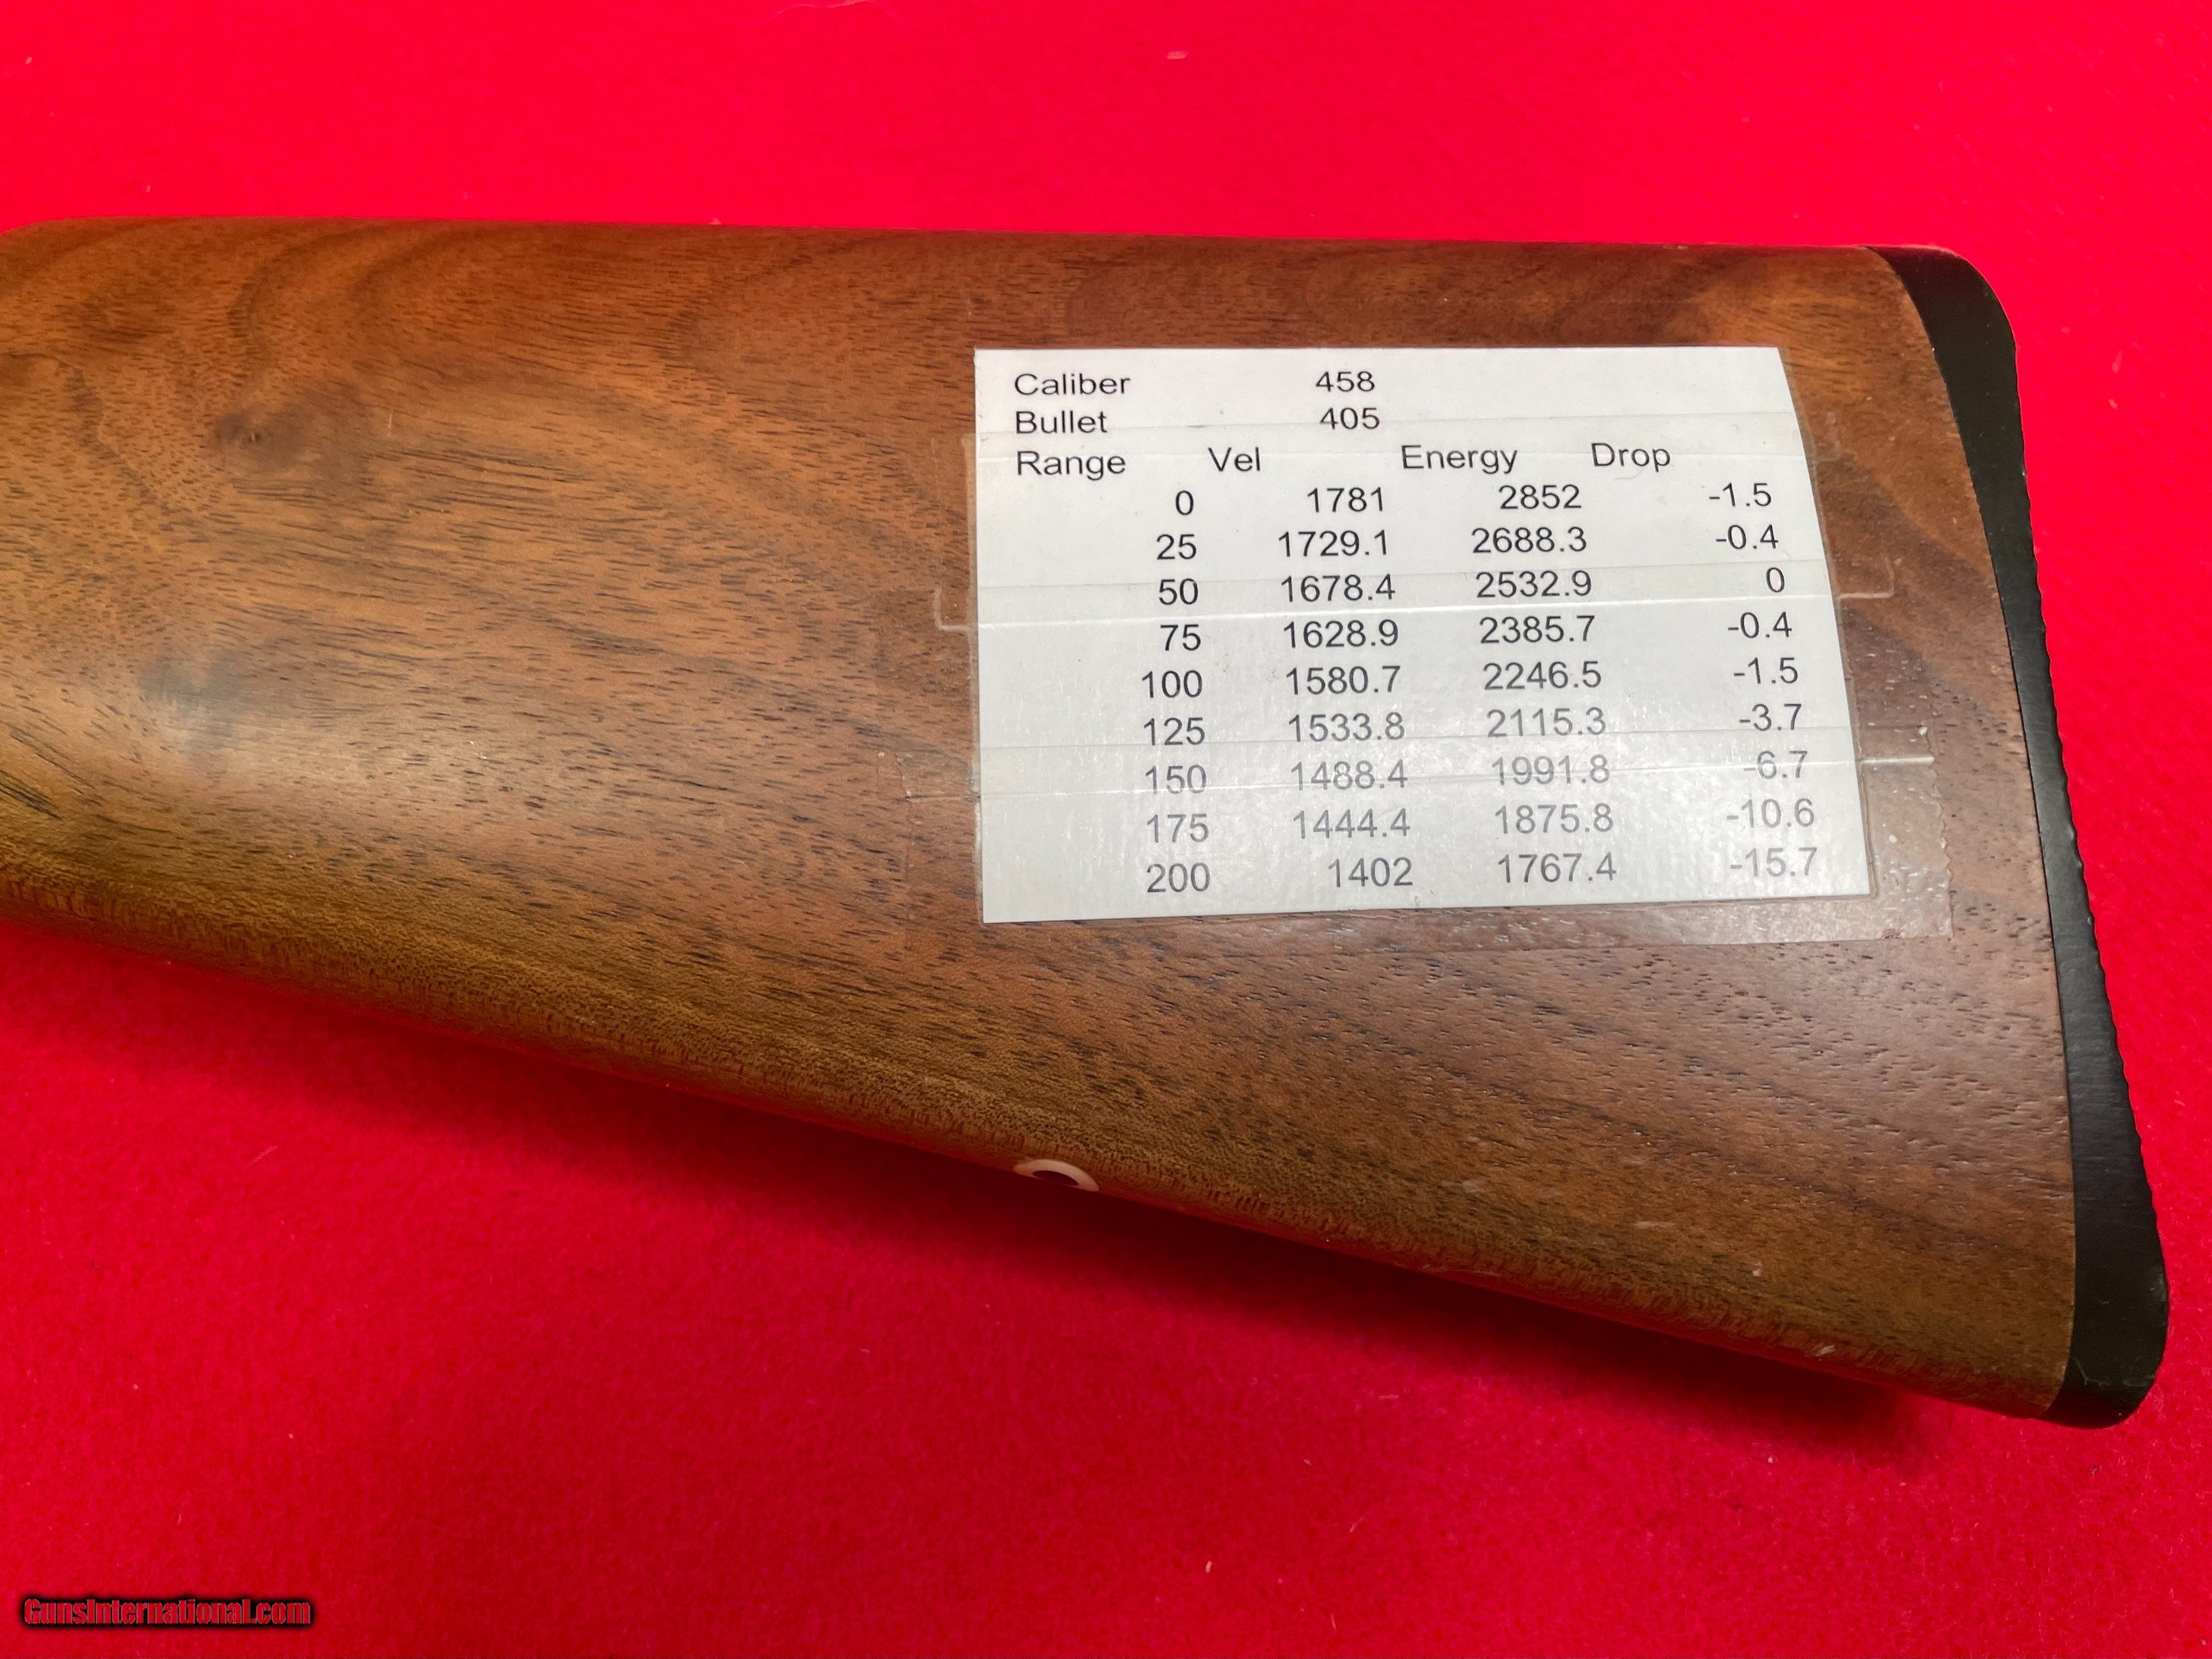 Caliber 458
Bullet 405
Range Vel Energy Drop
0 1781 2852 -1.5
25 1729.1 2688.3 -0.4
50 1678.4 2532.9 0
75 1628.9 2385.7 -0.4
100 1580.7 2246.5 -1.5
125 1533.8 2115.3 -3.7
150 1488.4 1991.8 -6.7
175 1444.4 1875.8 -10.6
200 1402 1767.4 -15.7
GunsInternational.com